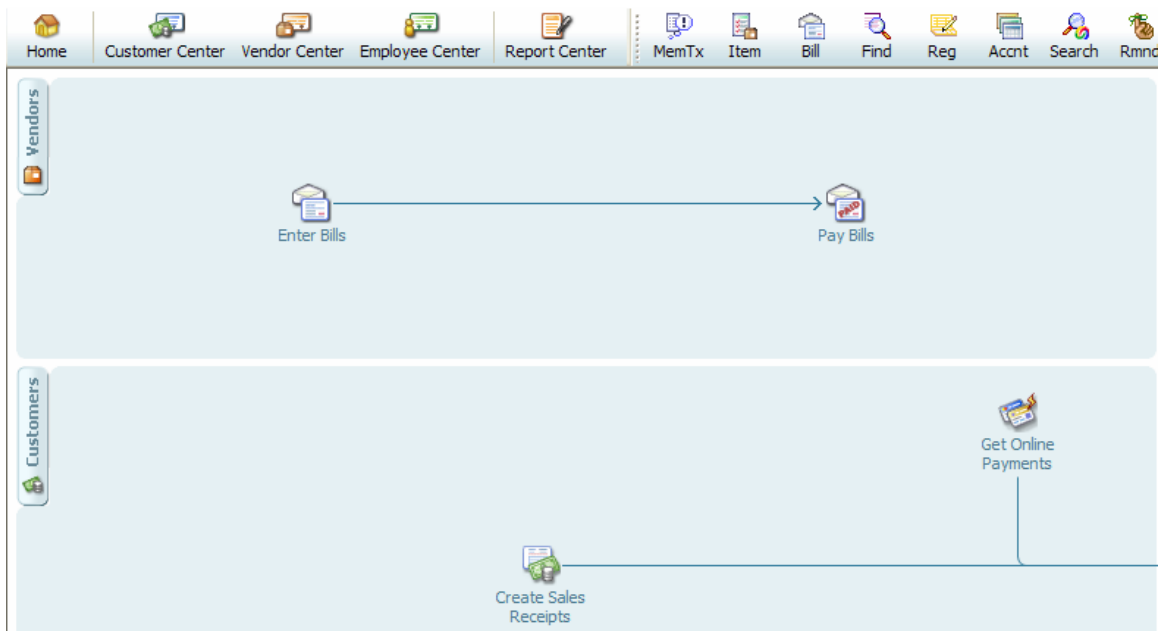 Home Customer Center Vendor Center Employee Center Report Center MemTx Item Bill Find Reg Accnt Search Rmnd
Vendors
PAID
Enter Bills Pay Bills
Customers
Get Online
Payments
Create Sales
Receipts